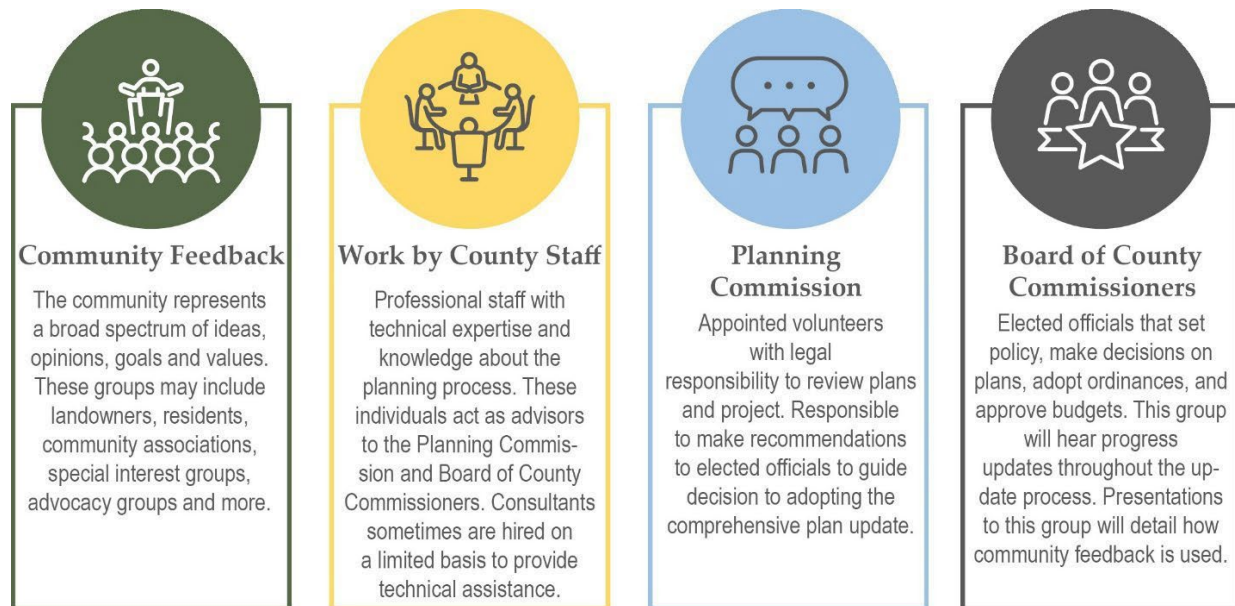 Community Feedback
The community represents
a broad spectrum of ideas,
opinions, goals and values.
These groups may include
landowners, residents,
community associations,
special interest groups,
advocacy groups and more.
Work by County Staff
Professional staff with
technical expertise and
knowledge about the
planning process. These
individuals act as advisors
to the Planning Commis-
sion and Board of County
Commissioners. Consultants
sometimes are hired on
a limited basis to provide
technical assistance.
Planning
Commission
Appointed volunteers
with legal
responsibility to review plans
and project. Responsible
to make recommendations
to elected officials to guide
decision to adopting the
comprehensive plan update.
Board of County
Commissioners
Elected officials that set
policy, make decisions on
plans, adopt ordinances, and
approve budgets. This group
will hear progress
updates throughout the up-
date process. Presentations
to this group will detail how
community feedback is used.